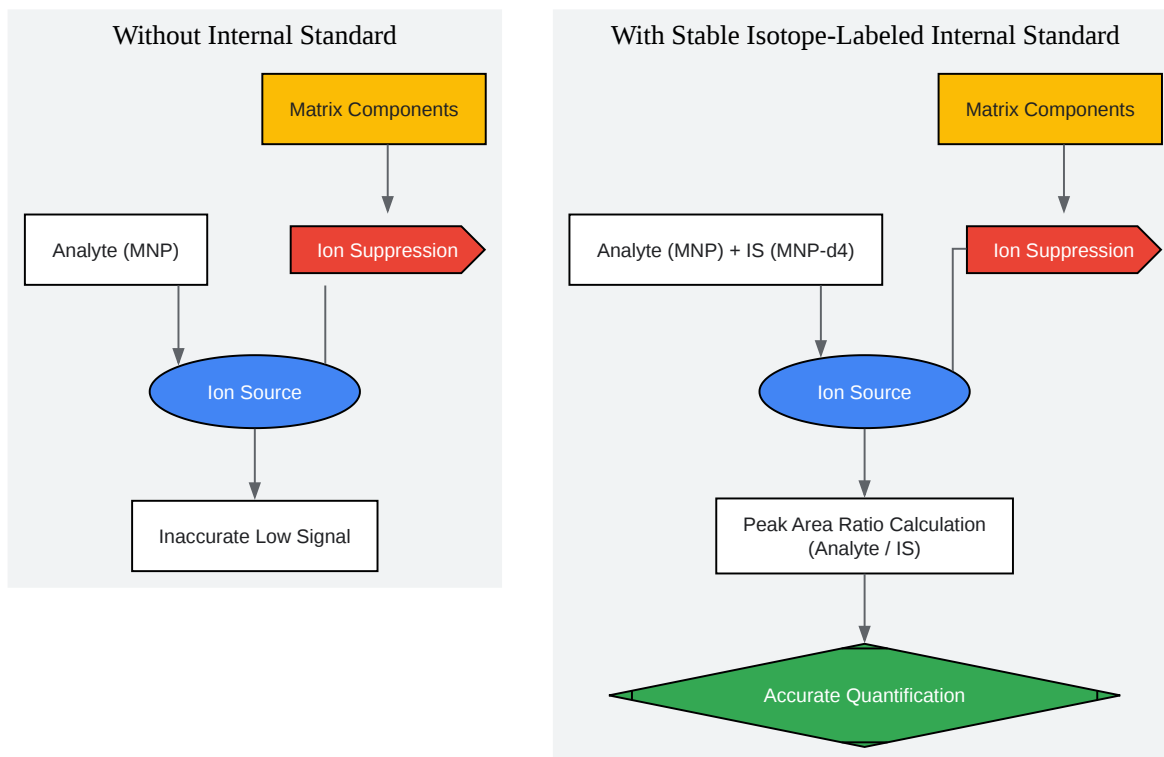 Without Internal Standard
Matrix Components
Analyte (MNP)
Ion Suppression
Ion Source
Inaccurate Low Signal
With Stable Isotope-Labeled Internal Standard
Matrix Components
Analyte (MNP) + IS (MNP-d4)
Ion Suppression
Ion Source
Peak Area Ratio Calculation
(Analyte / IS)
Accurate Quantification